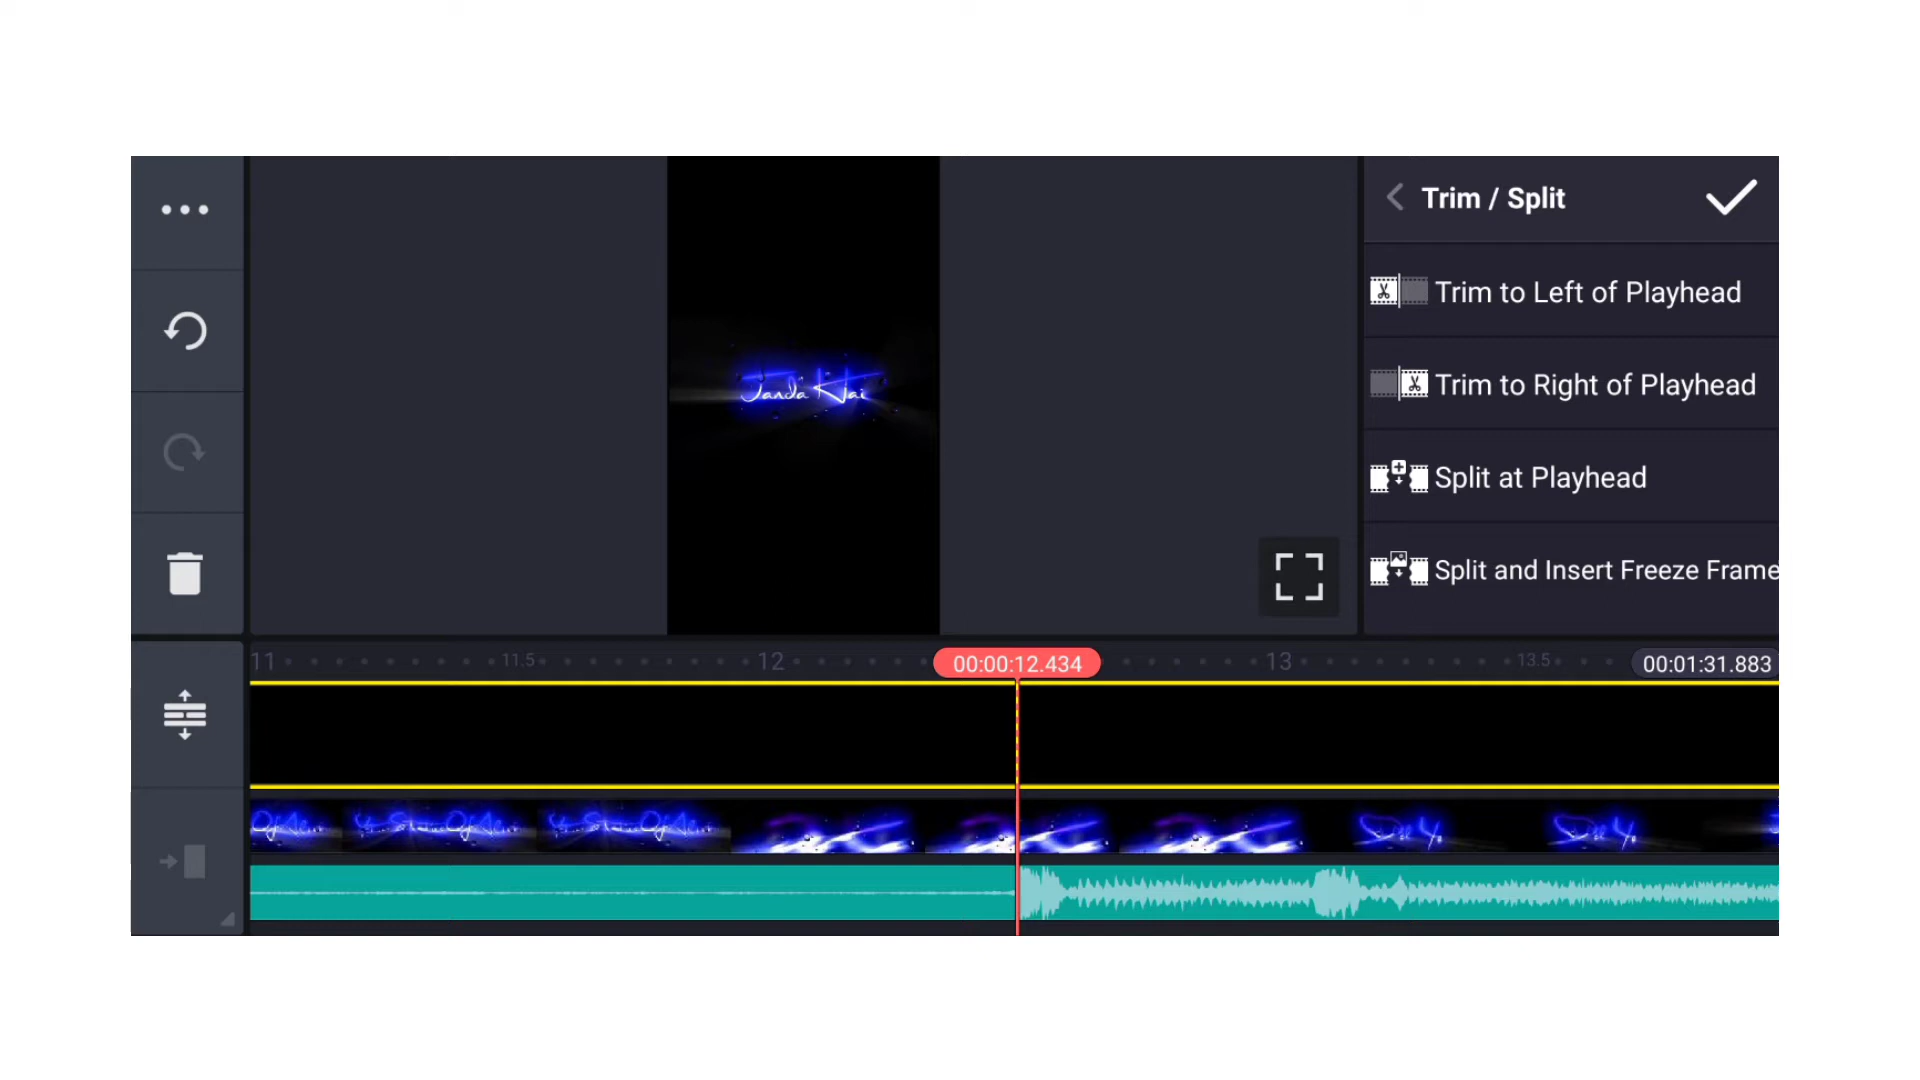 Trim / Split
Trim to Left of Playhead
Trim to Right of Playhead
Split at Playhead
Split and Insert Freeze Frame
11
11.5
12
00:00:12.434
13
13.5
00:01:31.883